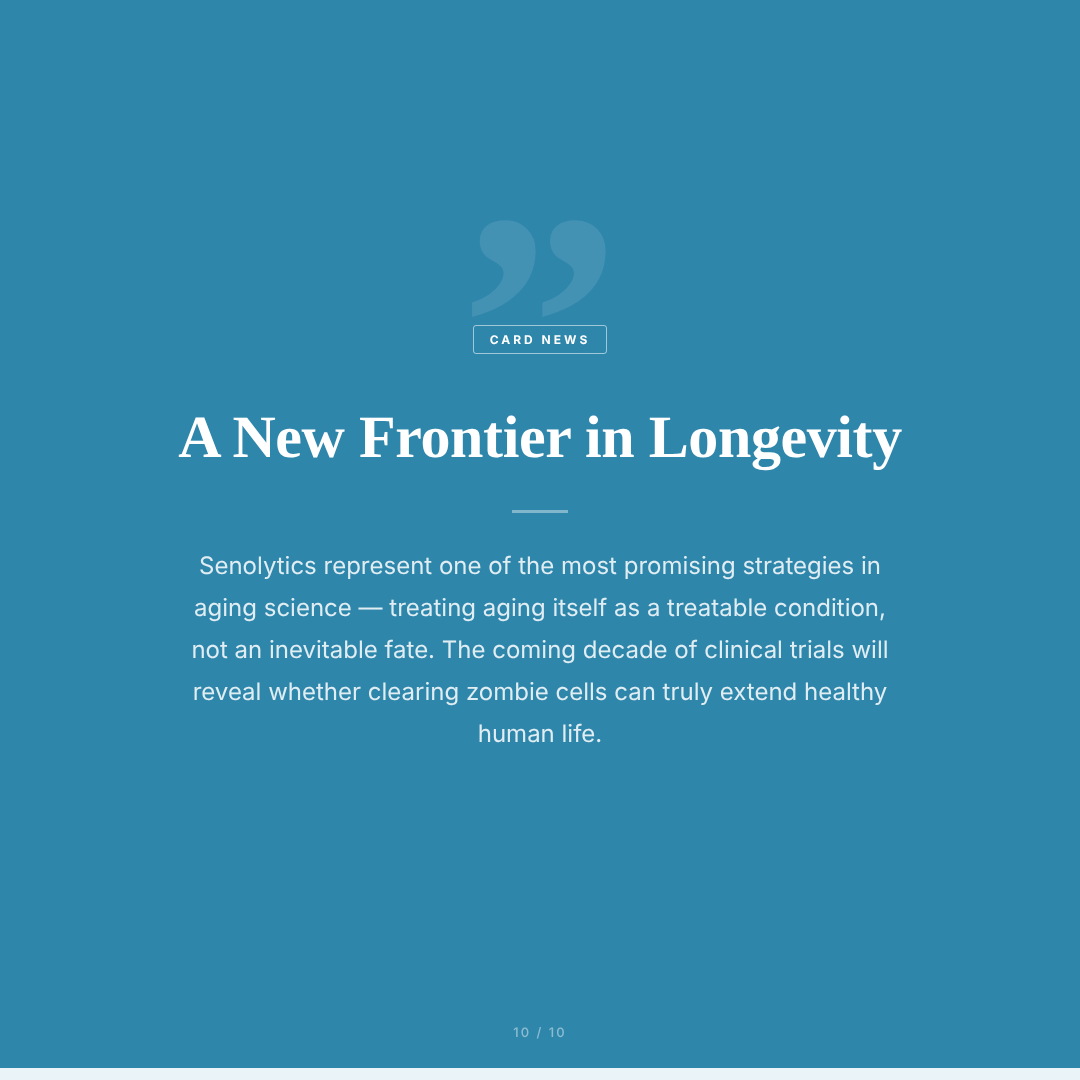 ”
CARD NEWS
A New Frontier in Longevity
Senolytics represent one of the most promising strategies in
aging science — treating aging itself as a treatable condition,
not an inevitable fate. The coming decade of clinical trials will
reveal whether clearing zombie cells can truly extend healthy
human life.
10 / 10